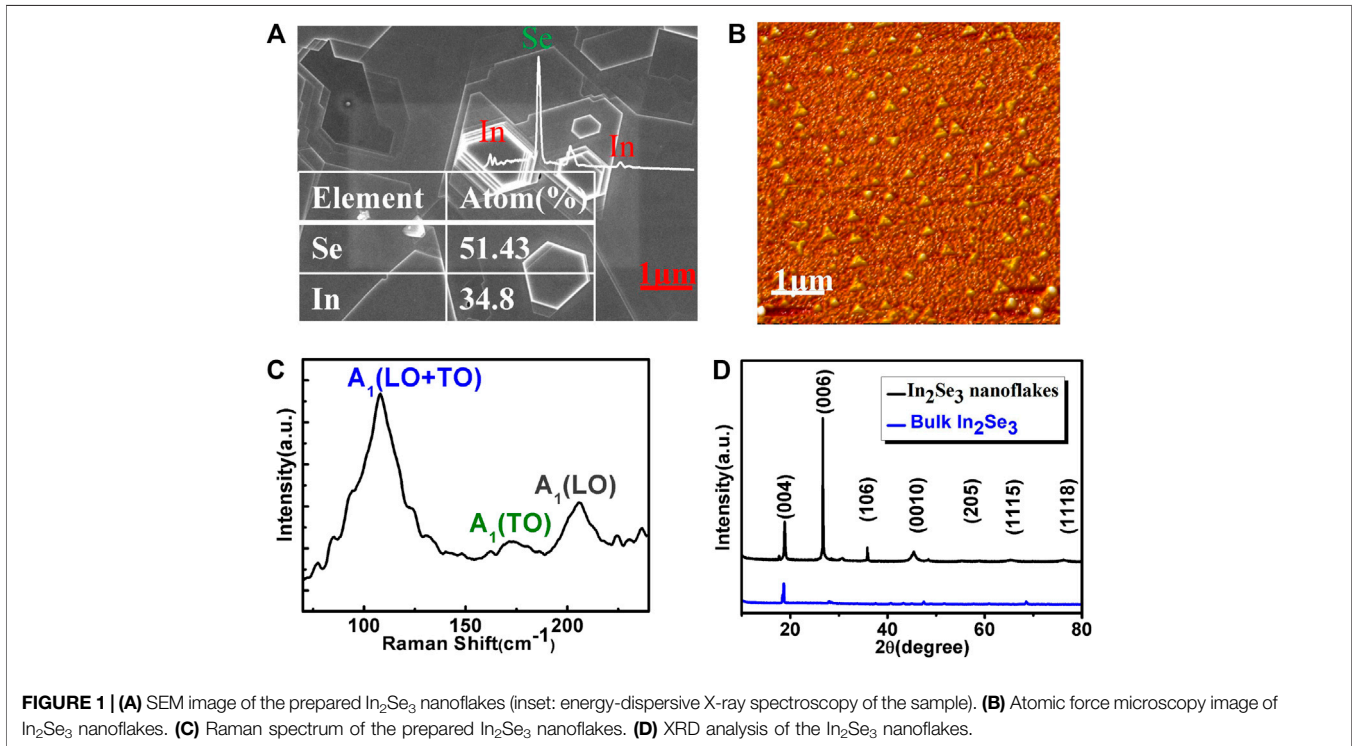 A
Se
In
In
Element Atom(%)
Se 51.43
In 34.8
1μm
B
1μm
C
A₁(LO+TO)
A₁(TO)
A₁(LO)
Intensity(a.u.)
100 150 200
Raman Shift(cm⁻¹)
D
In₂Se₃ nanoflakes
Bulk In₂Se₃
(004)
(006)
(106)
(0010)
(205)
(1115)
(1118)
Intensity(a.u.)
20 40 60 80
2θ(degree)
FIGURE 1 | (A) SEM image of the prepared In₂Se₃ nanoflakes (inset: energy-dispersive X-ray spectroscopy of the sample). (B) Atomic force microscopy image of
In₂Se₃ nanoflakes. (C) Raman spectrum of the prepared In₂Se₃ nanoflakes. (D) XRD analysis of the In₂Se₃ nanoflakes.